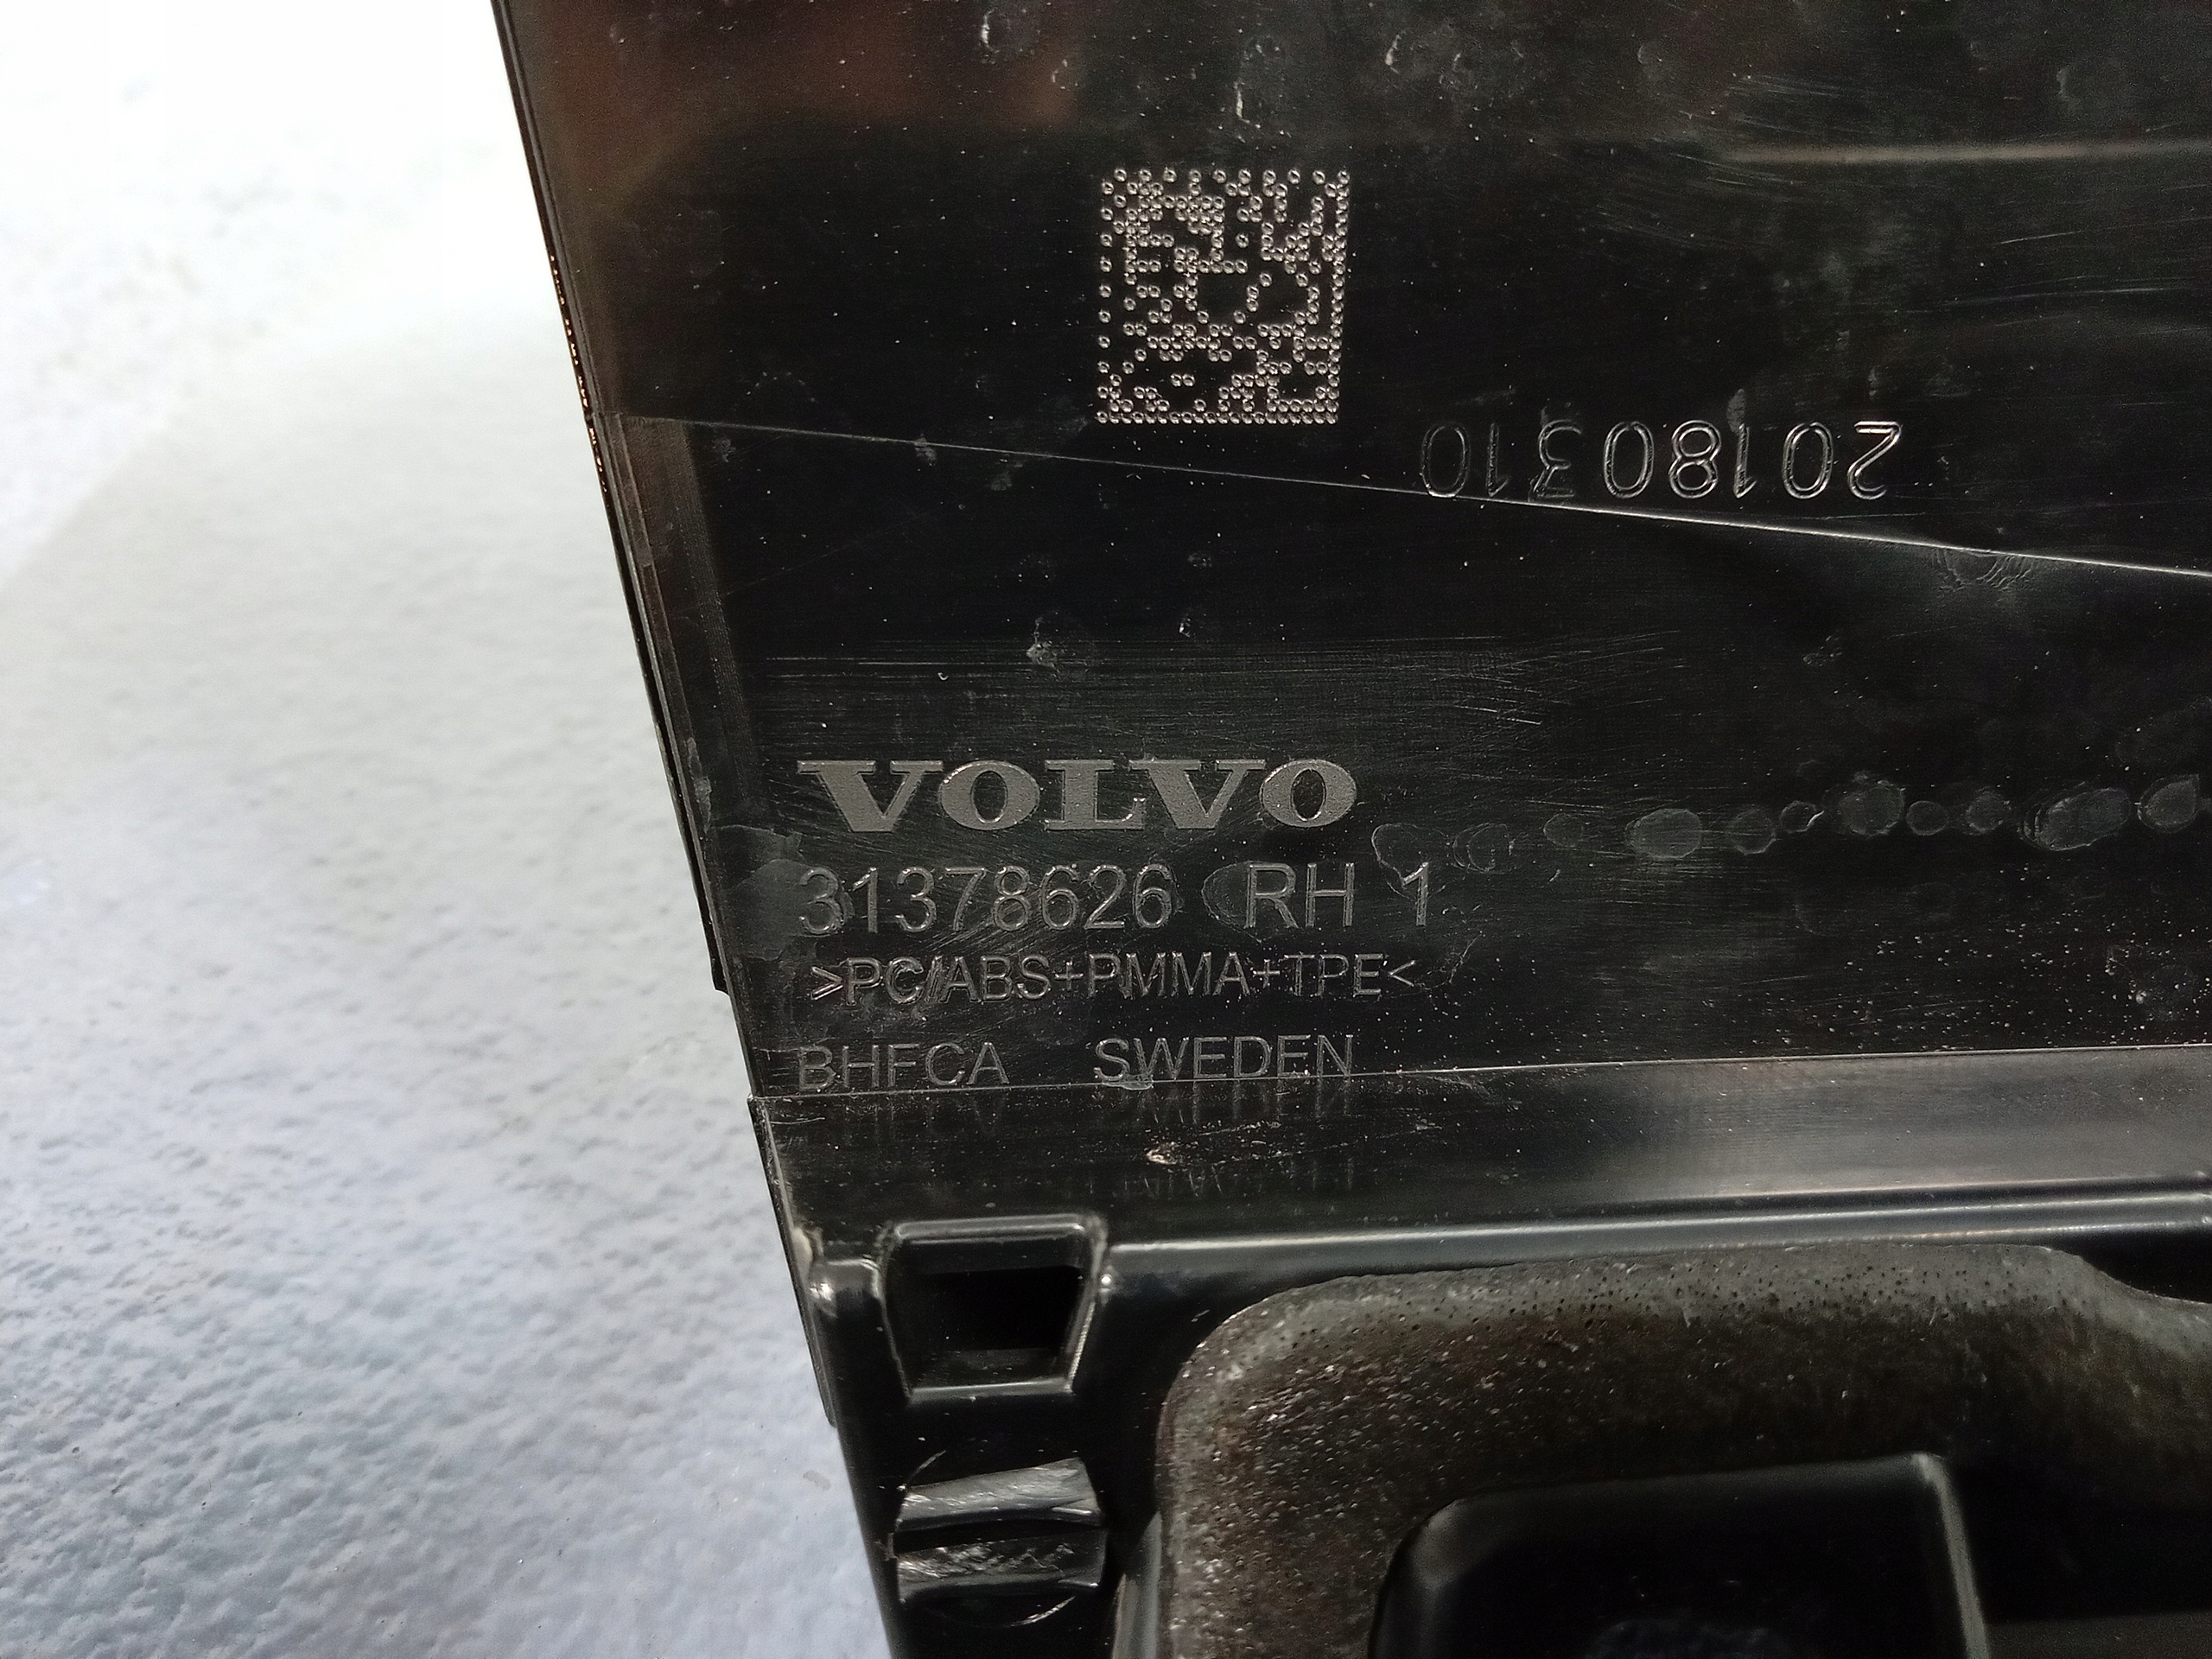 20180310
VOLVO
31378626 RH 1
>PC/ABS+PMMA+TPE<
BHFCA SWEDEN